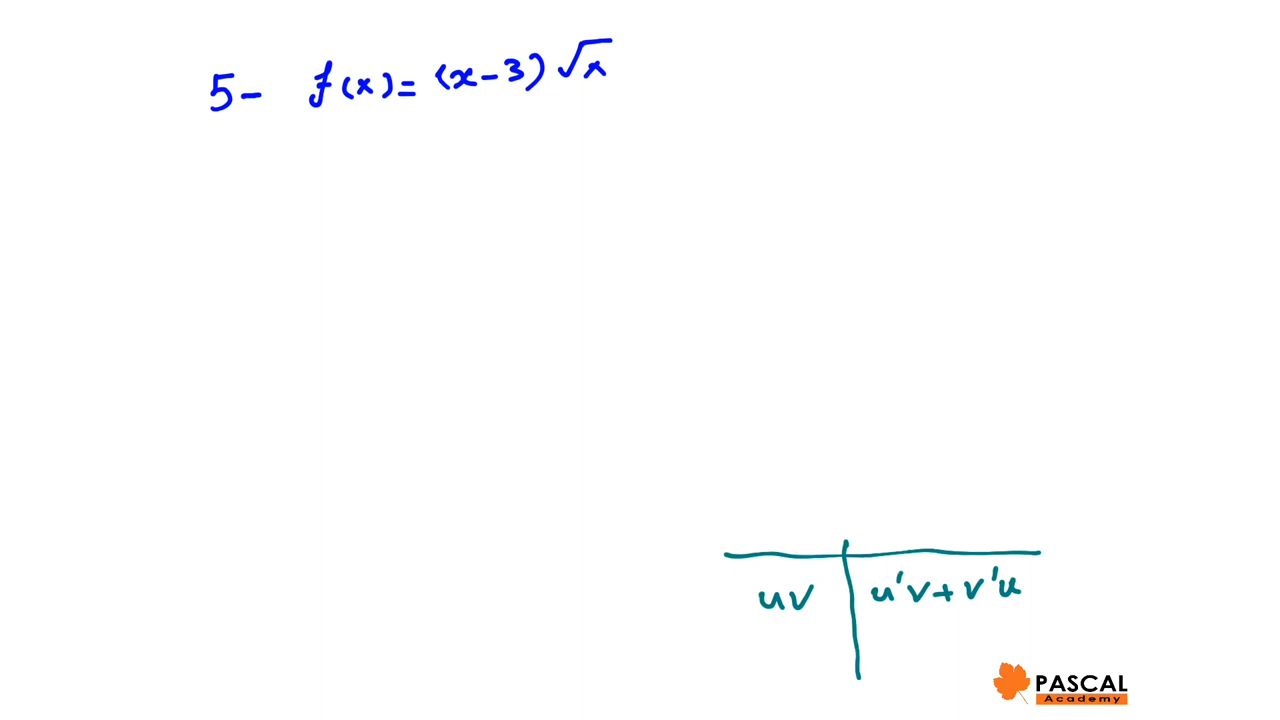 5- f(x)= (x-3) √x
uv u'v+v'u
PASCAL
Academy